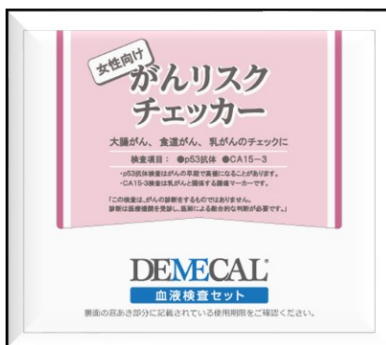 女性向け
がんリスク
チェッカー
大腸がん、食道がん、乳がんのチェックに
検査項目： ●p53抗体 ●CA15−3
・p53抗体検査はがんの早期で高値になることがあります。
・CA15-3検査は乳がんと関係する腫瘍マーカーです。
「この検査は、がんの診断をするものではありません。
診断は医療機関を受診し、医師による総合的な判断が必要です。」
DEMECAL®
血液検査セット
裏面の窓あき部分に記載されている使用期限をご確認ください。